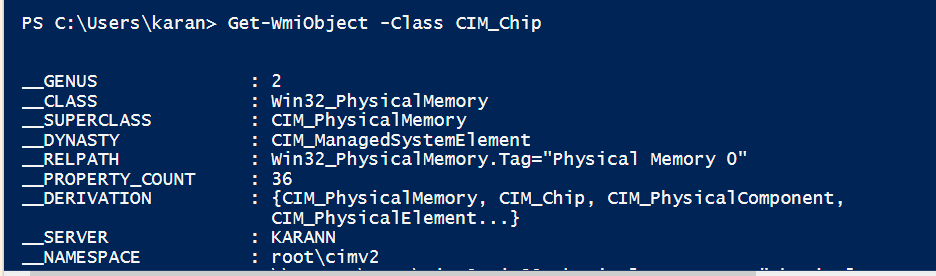 PS C:\Users\karan> Get-WmiObject -Class CIM_Chip
__GENUS : 2
__CLASS : Win32_PhysicalMemory
__SUPERCLASS : CIM_PhysicalMemory
__DYNASTY : CIM_ManagedSystemElement
__RELPATH : Win32_PhysicalMemory.Tag="Physical Memory 0"
__PROPERTY_COUNT : 36
__DERIVATION : {CIM_PhysicalMemory, CIM_Chip, CIM_PhysicalComponent,
CIM_PhysicalElement...}
__SERVER : KARANN
__NAMESPACE : root\cimv2